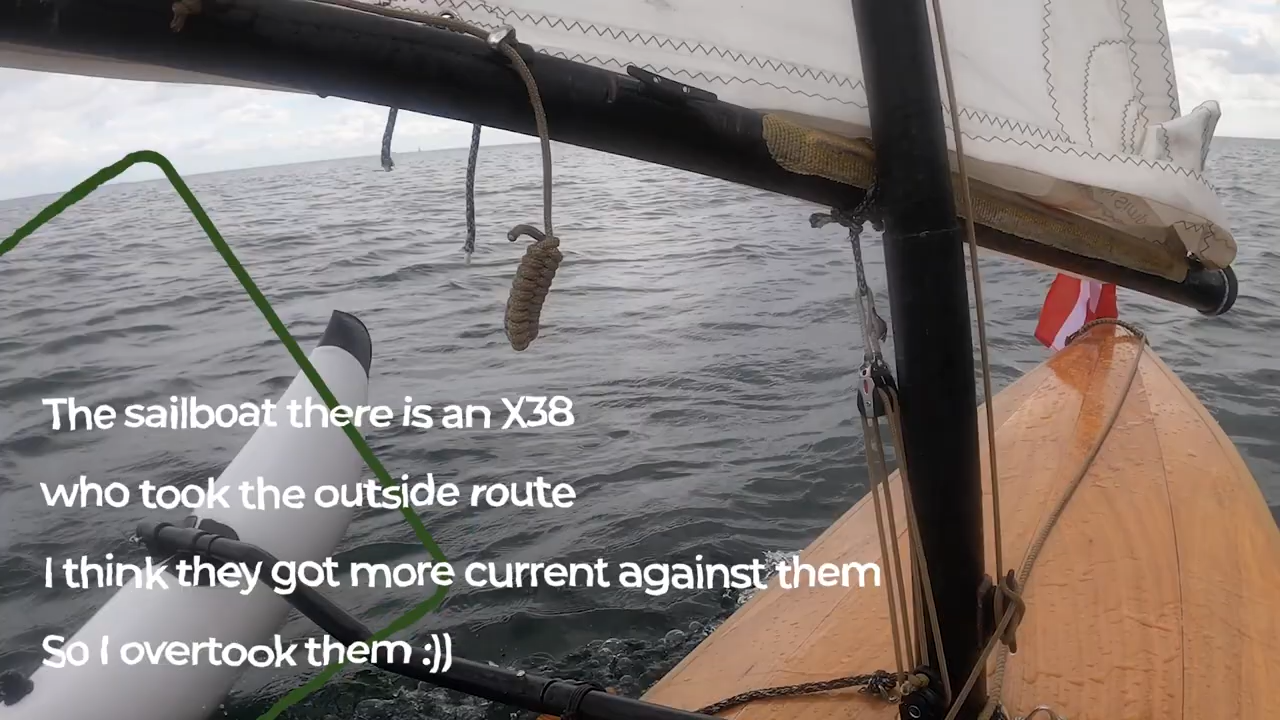 The sailboat there is an X38
who took the outside route
I think they got more current against them
So I overtook them :))